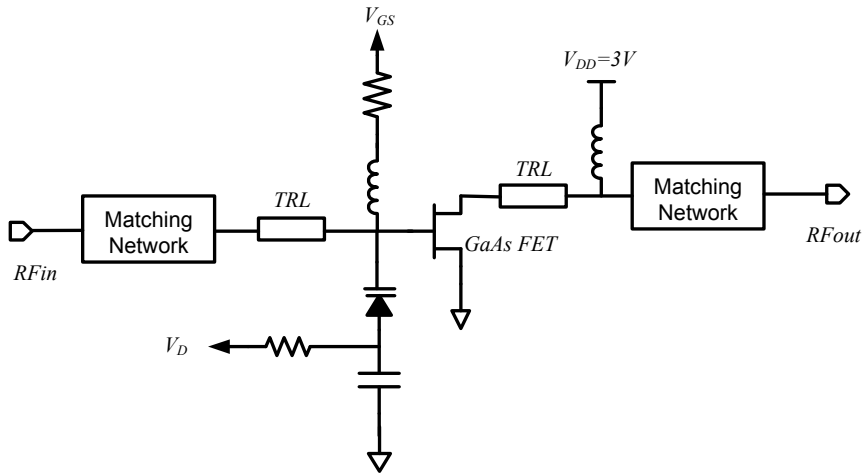 V_GS
V_DD=3V
TRL
TRL
Matching
Network
Matching
Network
GaAs FET
RFin
RFout
V_D